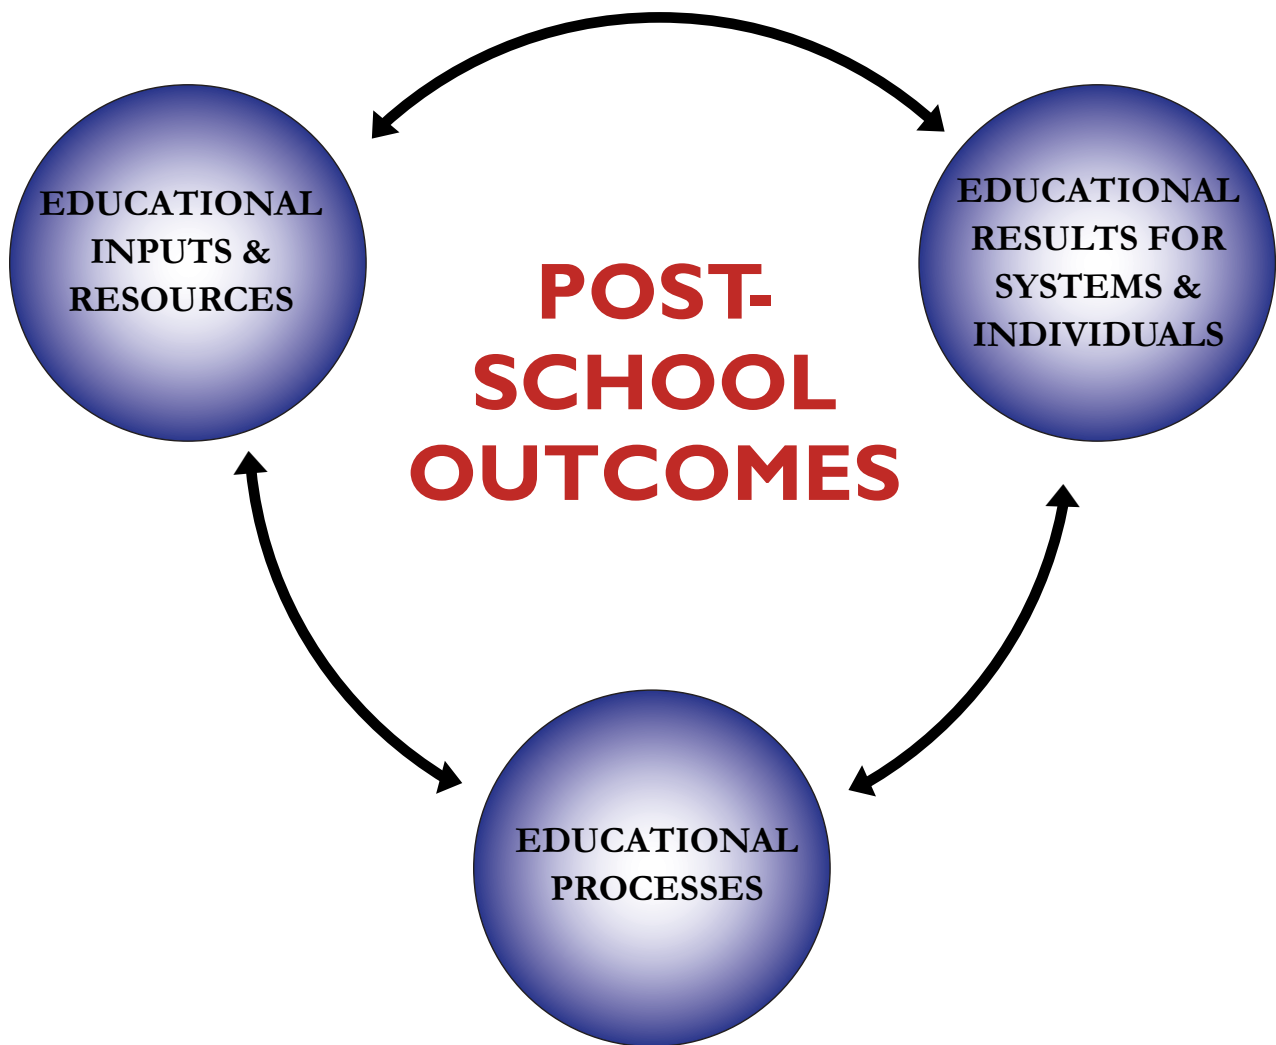 EDUCATIONAL
INPUTS &
RESOURCES
POST-
SCHOOL
OUTCOMES
EDUCATIONAL
RESULTS FOR
SYSTEMS &
INDIVIDUALS
EDUCATIONAL
PROCESSES